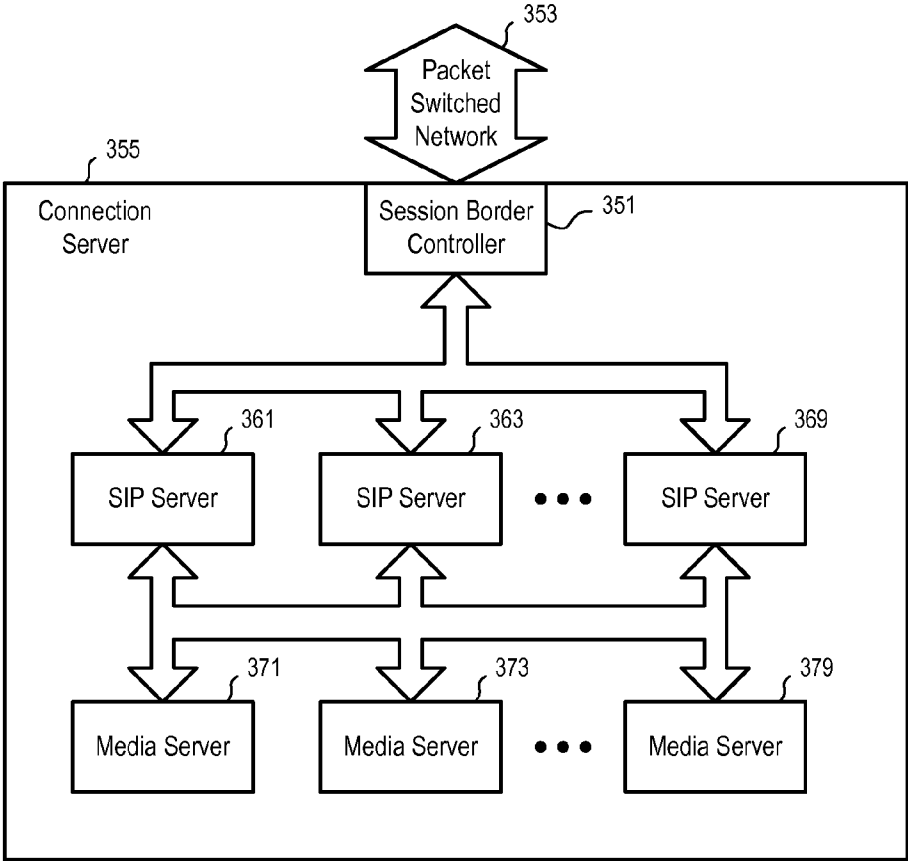 353
Packet
Switched
Network
355
Connection
Server
Session Border
Controller
351
361
363
369
SIP Server
SIP Server
SIP Server
371
373
379
Media Server
Media Server
Media Server